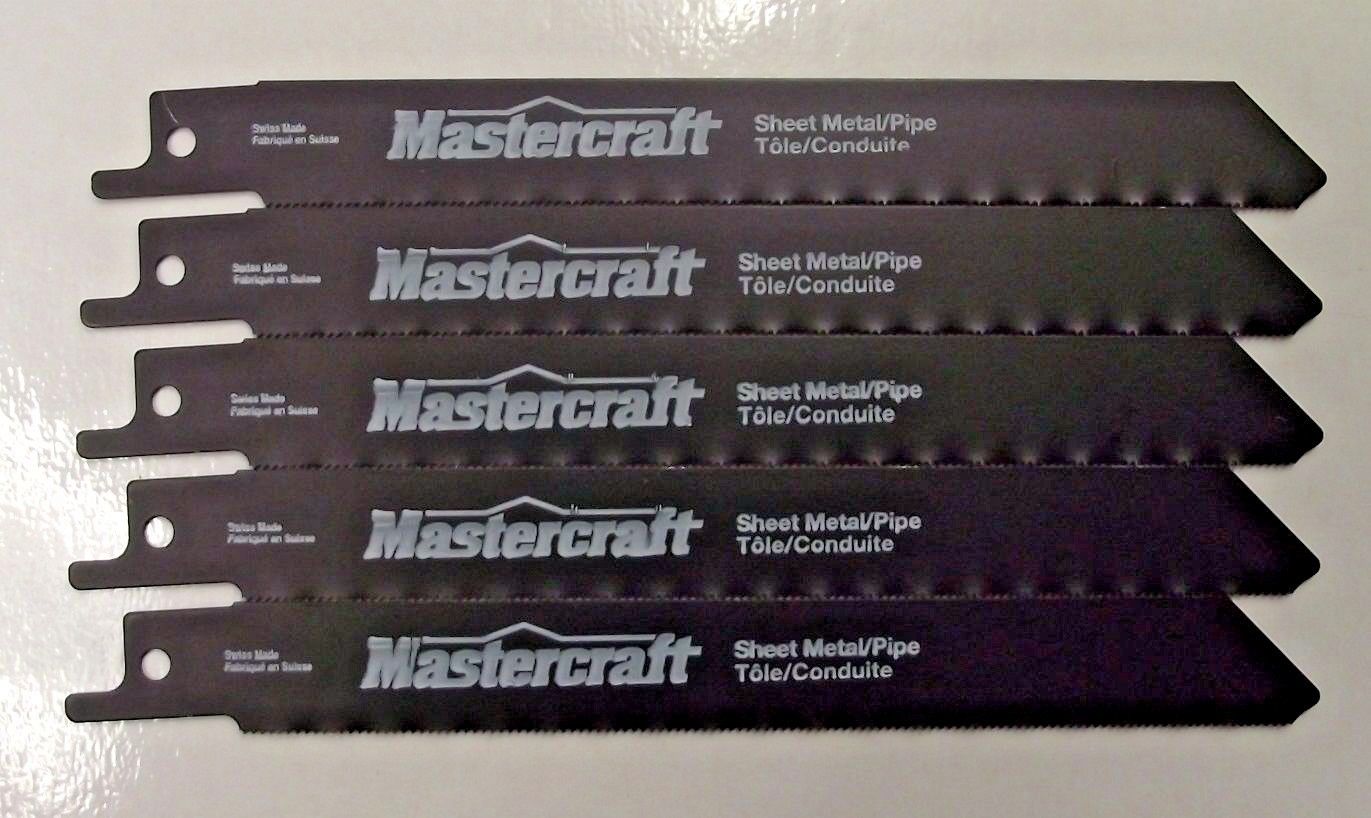 Swiss Made
Fabriqué en Suisse
Mastercraft
Sheet Metal/Pipe
Tôle/Conduite
Swiss Made
Fabriqué en Suisse
Mastercraft
Sheet Metal/Pipe
Tôle/Conduite
Swiss Made
Fabriqué en Suisse
Mastercraft
Sheet Metal/Pipe
Tôle/Conduite
Swiss Made
Fabriqué en Suisse
Mastercraft
Sheet Metal/Pipe
Tôle/Conduite
Swiss Made
Fabriqué en Suisse
Mastercraft
Sheet Metal/Pipe
Tôle/Conduite